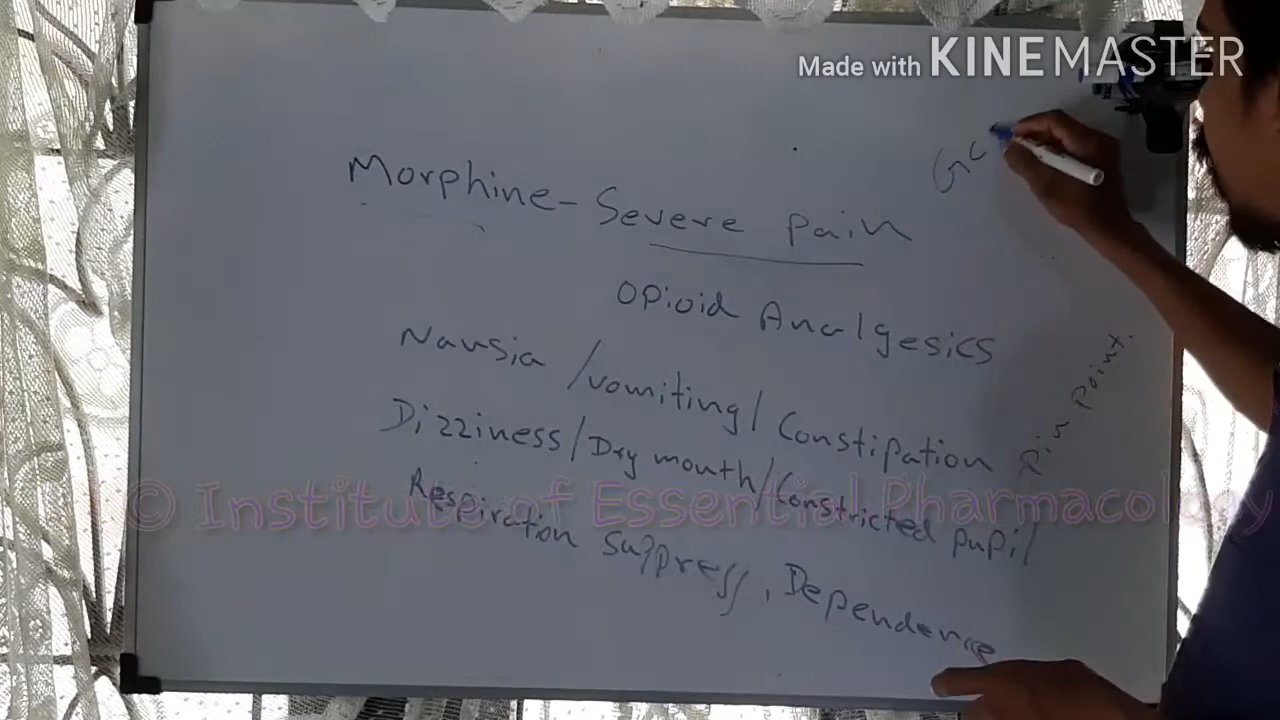 Made with KINEMASTER
Gc
Morphine - Severe Pain
Opioid Analgesics
Nausia / vomiting / Constipation
pin point.
Dizziness / Dry mouth / Constricted pupil
© Institute of Essential Pharmacology
Respiration suppress, Dependence